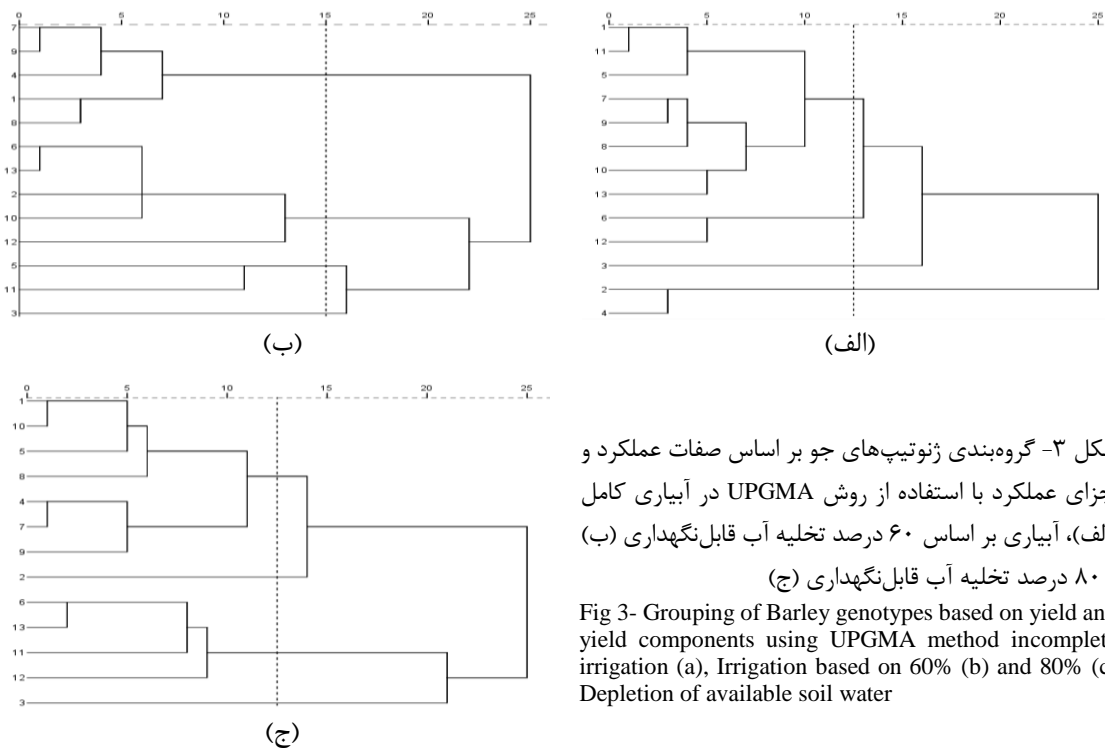 0 5 10 15 20 25
7
9
4
1
8
6
13
2
10
12
5
11
3
(ب)
0 5 10 15 20 25
1
11
5
7
9
8
10
13
6
12
3
2
4
(الف)
0 5 10 15 20 25
1
10
5
8
4
7
9
2
6
13
11
12
3
(ج)
کل ۳- گروه‌بندی ژنوتیپ‌های جو بر اساس صفات عملکرد و
جزای عملکرد با استفاده از روش UPGMA در آبیاری کامل
لف)، آبیاری بر اساس ۶۰ درصد تخلیه آب قابل‌نگهداری (ب)
۸۰ درصد تخلیه آب قابل‌نگهداری (ج)
Fig 3- Grouping of Barley genotypes based on yield an
yield components using UPGMA method incomplet
irrigation (a), Irrigation based on 60% (b) and 80% (c
Depletion of available soil water